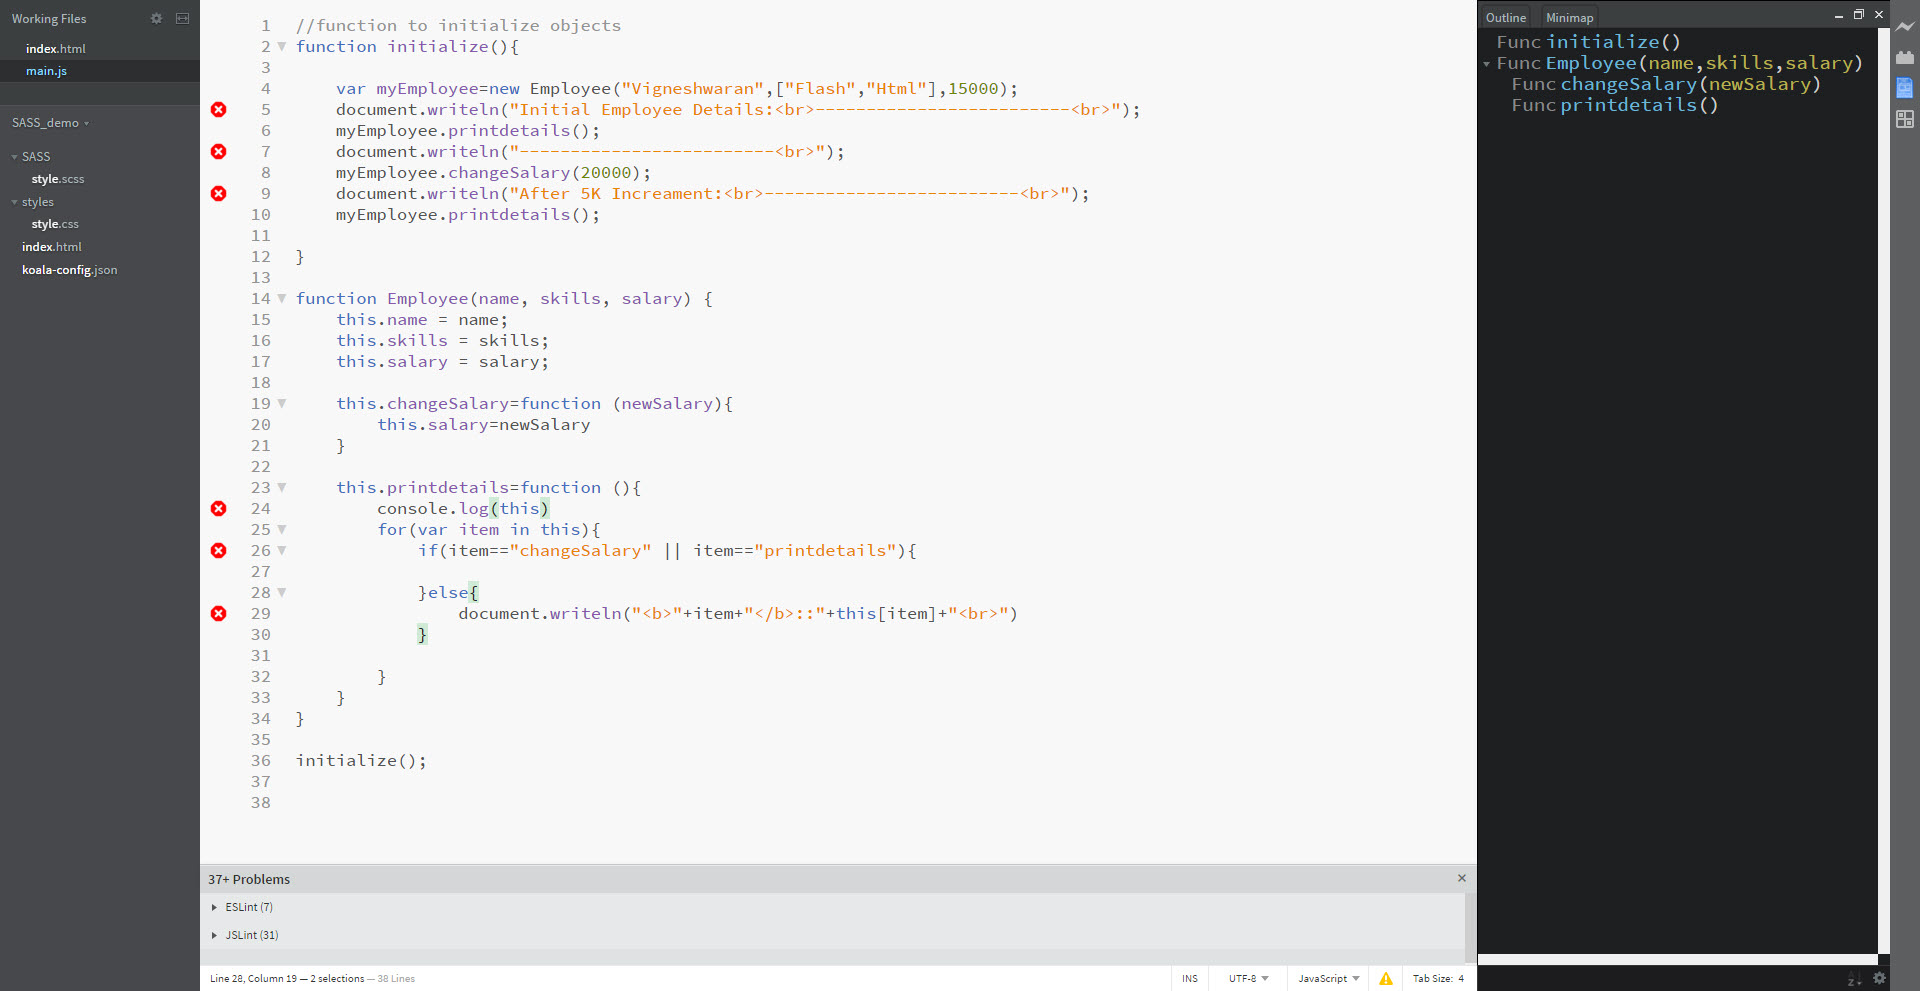 Working Files
index.html
main.js
SASS_demo
SASS
style.scss
styles
style.css
index.html
koala-config.json
1 //function to initialize objects
2 function initialize(){
3
4 var myEmployee=new Employee("Vigneshwaran",["Flash","Html"],15000);
5 document.writeln("Initial Employee Details:<br>-------------------------<br>");
6 myEmployee.printdetails();
7 document.writeln("-------------------------<br>");
8 myEmployee.changeSalary(20000);
9 document.writeln("After 5K Increament:<br>-------------------------<br>");
10 myEmployee.printdetails();
11
12 }
13
14 function Employee(name, skills, salary) {
15 this.name = name;
16 this.skills = skills;
17 this.salary = salary;
18
19 this.changeSalary=function (newSalary){
20 this.salary=newSalary
21 }
22
23 this.printdetails=function (){
24 console.log(this)
25 for(var item in this){
26 if(item=="changeSalary" || item=="printdetails"){
27
28 }else{
29 document.writeln("<b>"+item+"</b>::"+this[item]+"<br>")
30 }
31
32 }
33 }
34 }
35
36 initialize();
37
38
37+ Problems
ESLint (7)
JSLint (31)
Line 28, Column 19 — 2 selections — 38 Lines
INS UTF-8 JavaScript Tab Size: 4
Outline Minimap
Func initialize()
Func Employee(name,skills,salary)
Func changeSalary(newSalary)
Func printdetails()